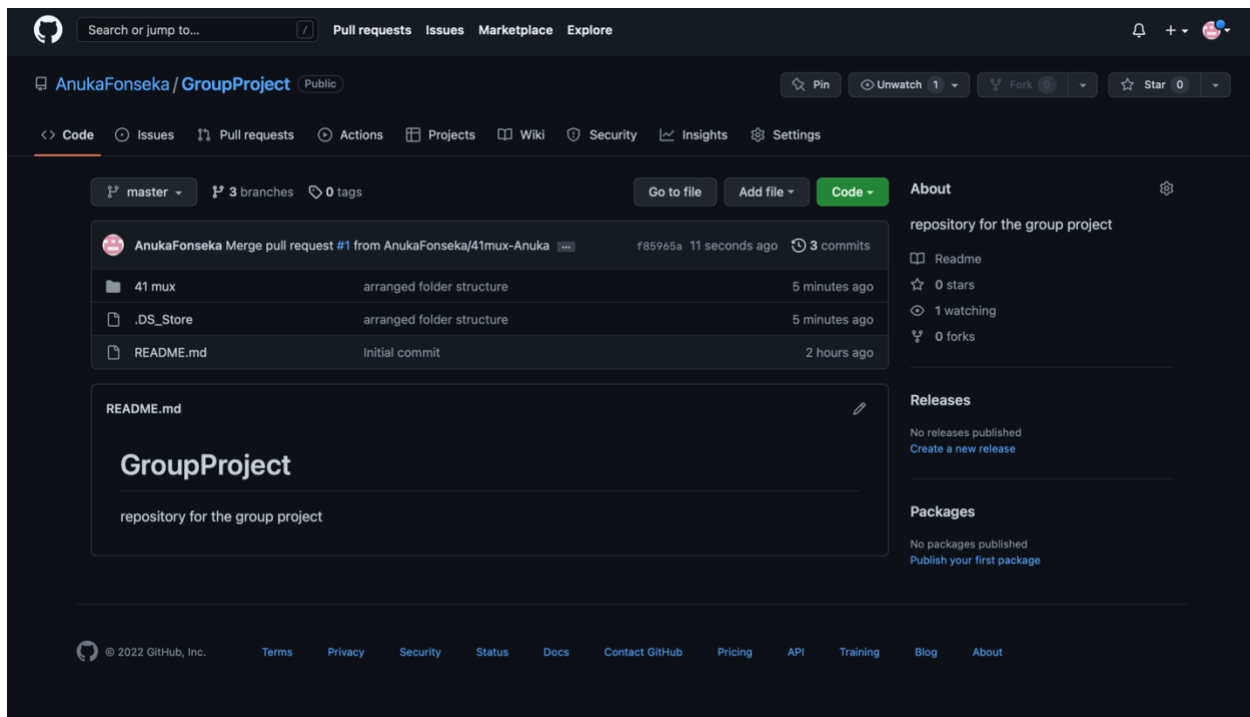 Search or jump to... / Pull requests Issues Marketplace Explore
AnukaFonseka / GroupProject Public Pin Unwatch 1 Fork 0 Star 0
<> Code Issues Pull requests Actions Projects Wiki Security Insights Settings
master 3 branches 0 tags Go to file Add file Code
AnukaFonseka Merge pull request #1 from AnukaFonseka/41mux-Anuka ... f85965a 11 seconds ago 3 commits
41 mux arranged folder structure 5 minutes ago
.DS_Store arranged folder structure 5 minutes ago
README.md Initial commit 2 hours ago
README.md
GroupProject
repository for the group project
About
repository for the group project
Readme
0 stars
1 watching
0 forks
Releases
No releases published
Create a new release
Packages
No packages published
Publish your first package
© 2022 GitHub, Inc. Terms Privacy Security Status Docs Contact GitHub Pricing API Training Blog About